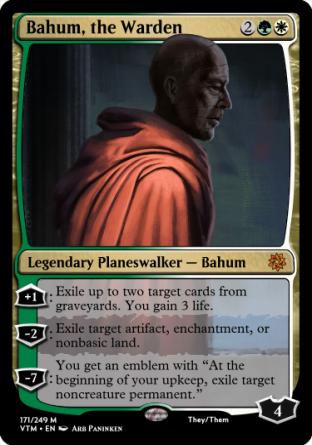 Bahum, the Warden 2
Legendary Planeswalker — Bahum
+1: Exile up to two target cards from
graveyards. You gain 3 life.
-2: Exile target artifact, enchantment, or
nonbasic land.
-7: You get an emblem with “At the
beginning of your upkeep, exile target
noncreature permanent.”
4
171/249 M They/Them
VTM • EN Arb Paninken